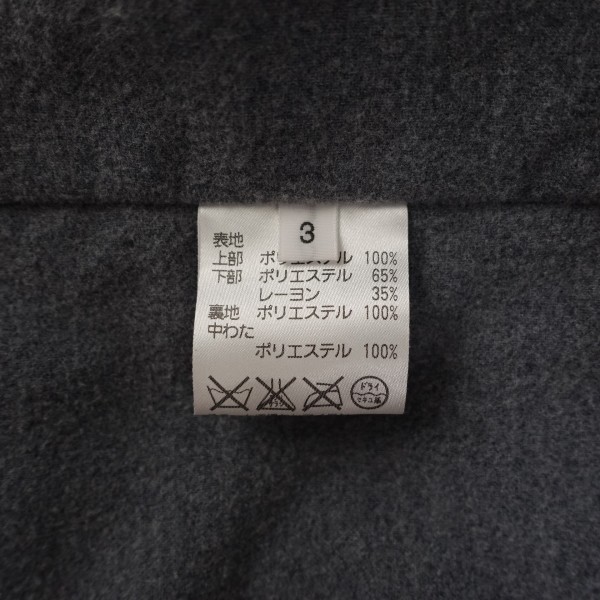 3
表地
上部 ポリエステル 100%
下部 ポリエステル 65%
レーヨン 35%
裏地 ポリエステル 100%
中わた
ポリエステル 100%
ドライ